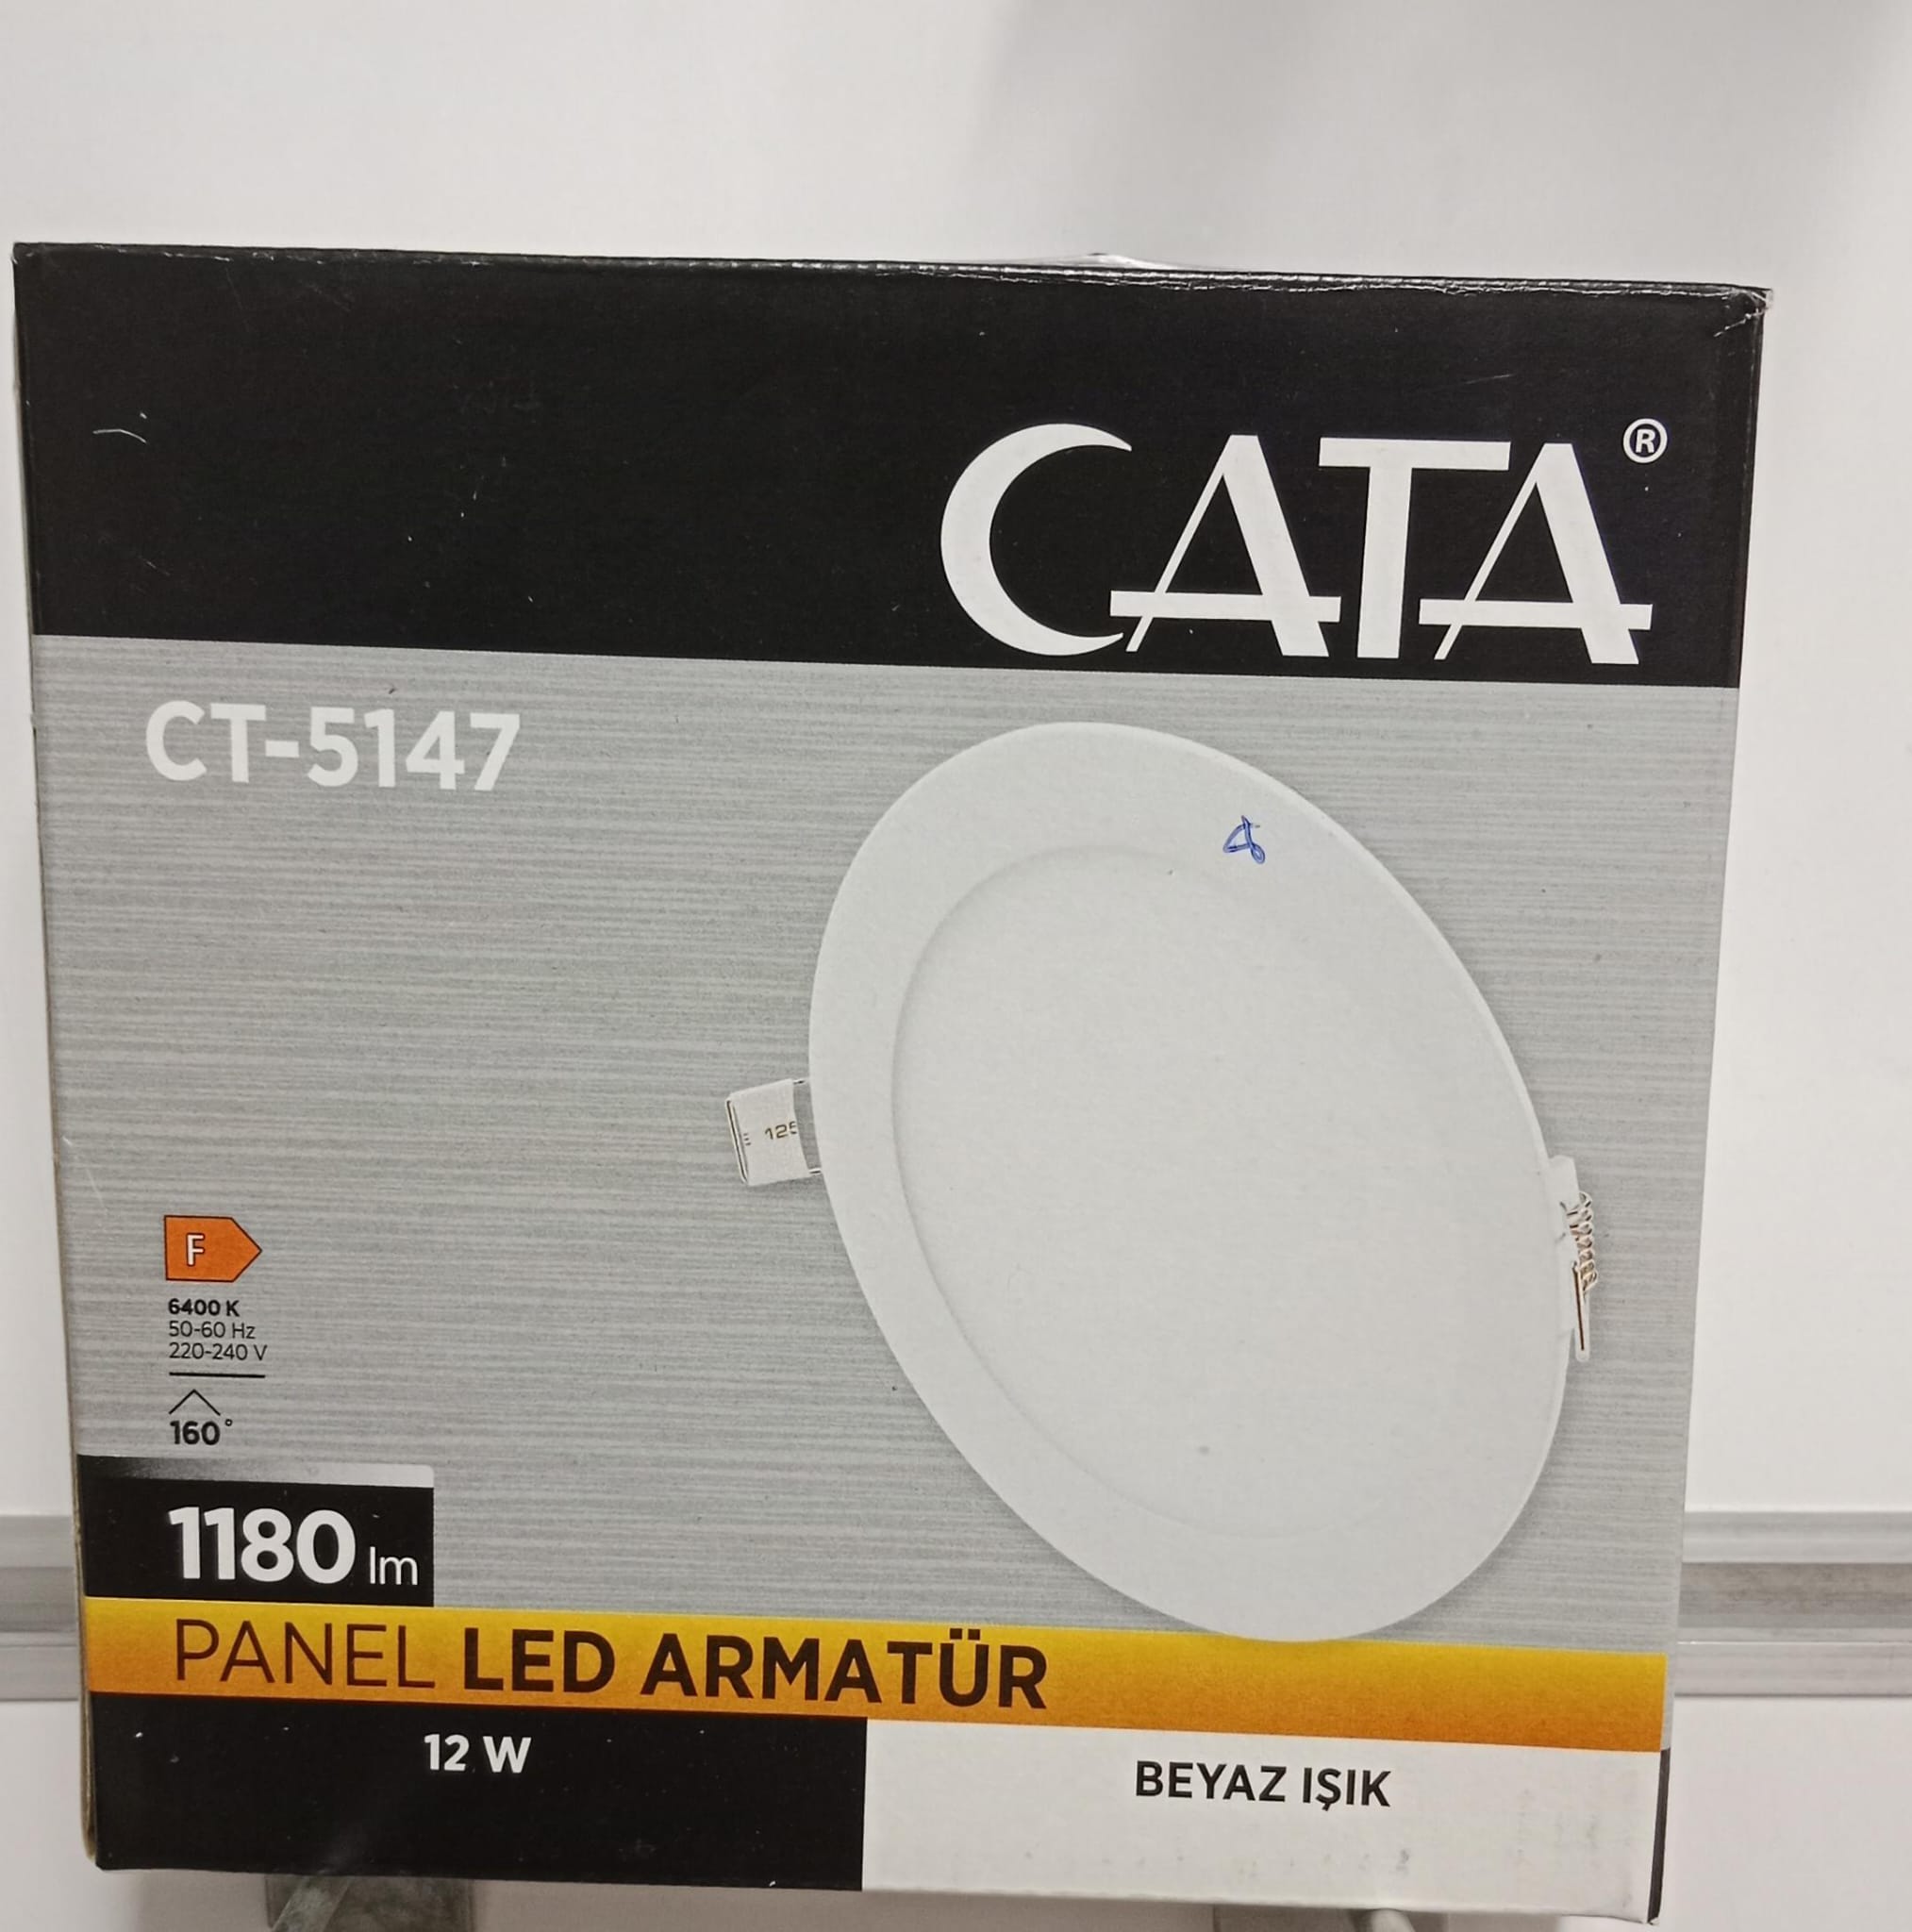 CATA®
CT-5147
125
F
6400 K
50-60 Hz
220-240 V
160°
1180 lm
PANEL LED ARMATÜR
12 W
BEYAZ IŞIK